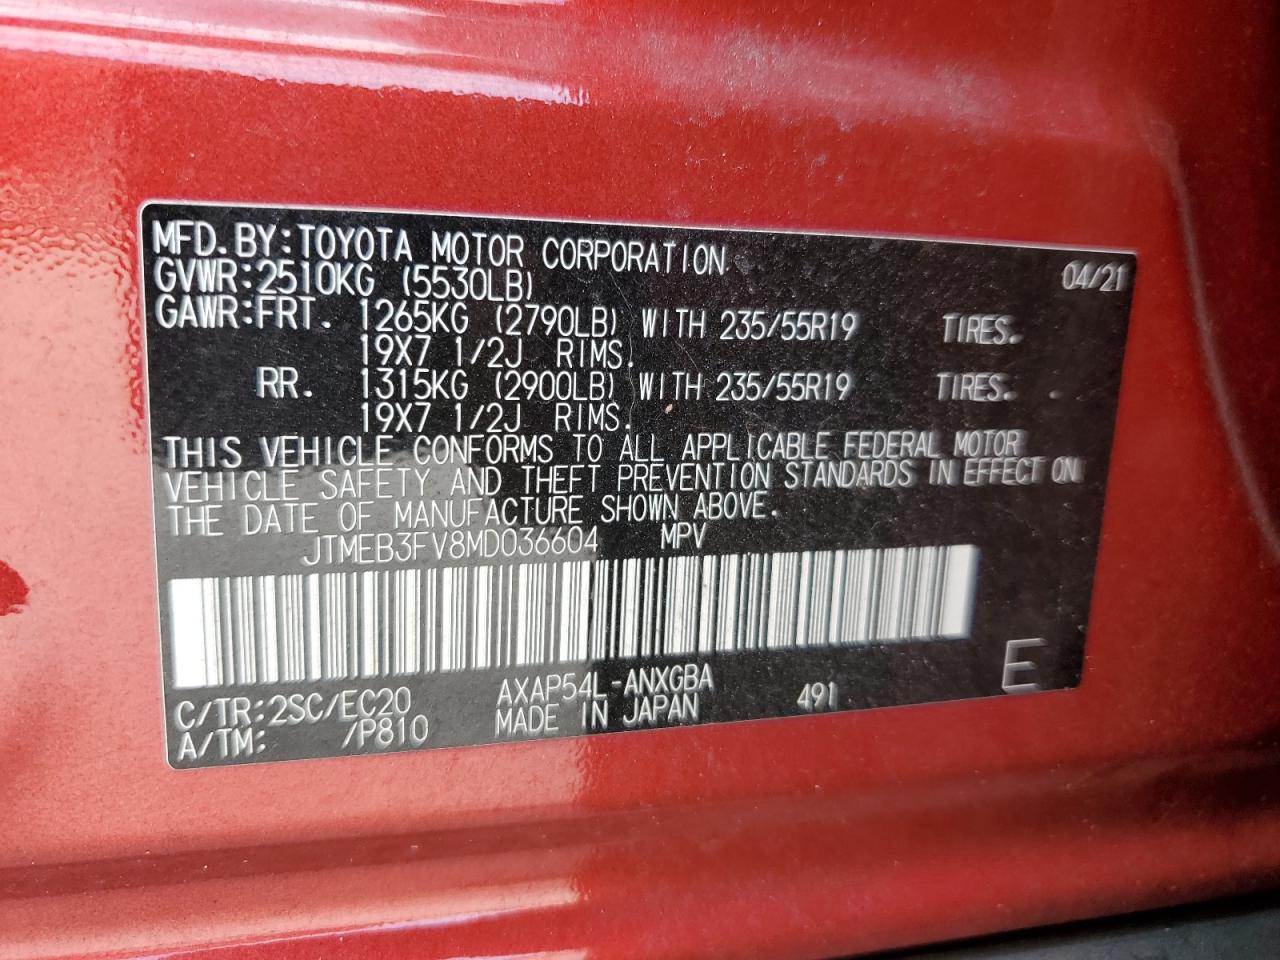 MFD. BY: TOYOTA MOTOR CORPORATION 04/21
GVWR: 2510KG (5530LB)
GAWR: FRT. 1265KG (2790LB) WITH 235/55R19 TIRES.
19X7 1/2J RIMS.
RR. 1315KG (2900LB) WITH 235/55R19 TIRES.
19X7 1/2J RIMS.
THIS VEHICLE CONFORMS TO ALL APPLICABLE FEDERAL MOTOR
VEHICLE SAFETY AND THEFT PREVENTION STANDARDS IN EFFECT ON
THE DATE OF MANUFACTURE SHOWN ABOVE.
JTMEB3FV8MD036604 MPV
E
C/TR: 2SC/EC20 AXAP54L-ANXGBA 491
A/TM: /P810 MADE IN JAPAN